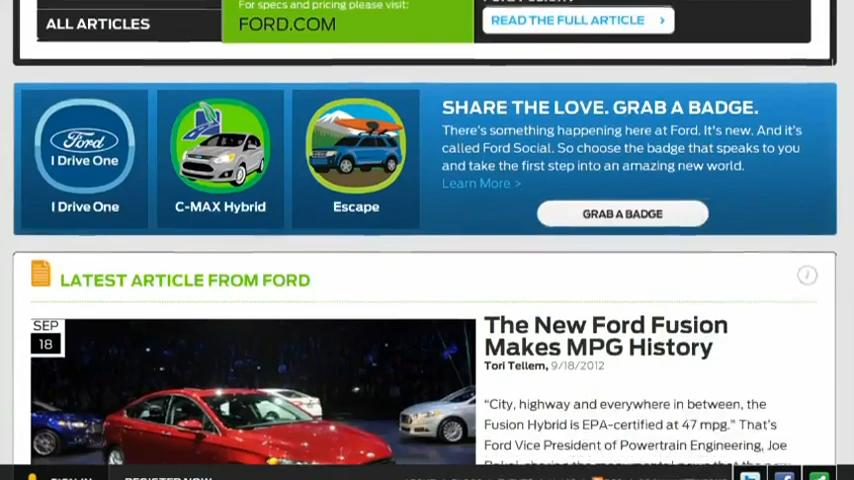 For specs and pricing please visit:
ALL ARTICLES
FORD.COM
READ THE FULL ARTICLE
SHARE THE LOVE. GRAB A BADGE.
There's something happening here at Ford. It's new. And it's
called Ford Social. So choose the badge that speaks to you
and take the first step into an amazing new world.
Learn More >
GRAB A BADGE
Ford
I Drive One
I Drive One
C-MAX Hybrid
Escape
LATEST ARTICLE FROM FORD
SEP
18
The New Ford Fusion
Makes MPG History
Tori Tellem, 9/18/2012
“City, highway and everywhere in between, the
Fusion Hybrid is EPA-certified at 47 mpg.” That's
Ford Vice President of Powertrain Engineering, Joe